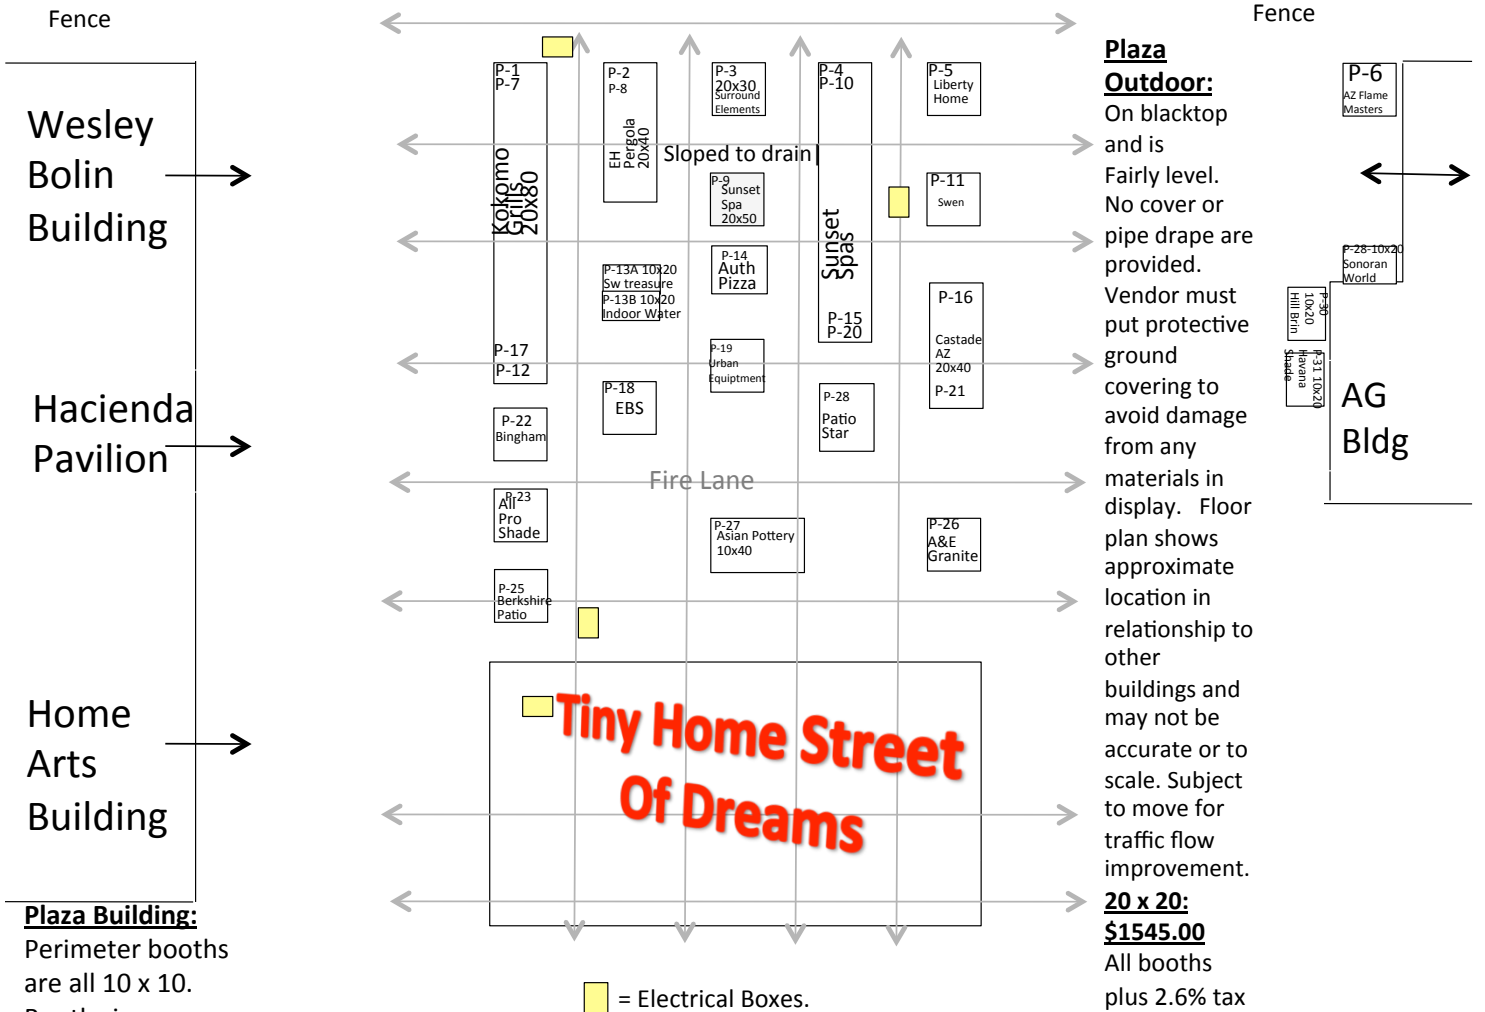 Fence
Wesley
Bolin
Building
Hacienda
Pavilion
Home
Arts
Building
Plaza Building:
Perimeter booths
are all 10 x 10.
P-1
P-7
Kokomo
Grills
20x80
P-17
P-12
P-2
P-8
EH
Pergola
20x40
P-3
20x30
Surround
Elements
P-4
P-10
Sunset
Spas
P-15
P-20
P-5
Liberty
Home
Sloped to drain
P-9
Sunset
Spa
20x50
P-11
Swen
P-13A 10x20
Sw treasure
P-13B 10x20
Indoor Water
P-14
Auth
Pizza
P-16
Castade
AZ
20x40
P-21
P-18
EBS
P-19
Urban
Equiptment
P-28
Patio
Star
P-22
Bingham
Fire Lane
P-23
All
Pro
Shade
P-27
Asian Pottery
10x40
P-26
A&E
Granite
P-25
Berkshire
Patio
Tiny Home Street
Of Dreams
= Electrical Boxes.
Plaza
Outdoor:
On blacktop
and is
Fairly level.
No cover or
pipe drape are
provided.
Vendor must
put protective
ground
covering to
avoid damage
from any
materials in
display. Floor
plan shows
approximate
location in
relationship to
other
buildings and
may not be
accurate or to
scale. Subject
to move for
traffic flow
improvement.
20 x 20:
$1545.00
All booths
plus 2.6% tax
Fence
P-6
AZ Flame
Masters
P-28-10x20
Sonoran
World
P-30
10x20
Hill Brin
P-31 10x20
Havana
Shade
AG
Bldg